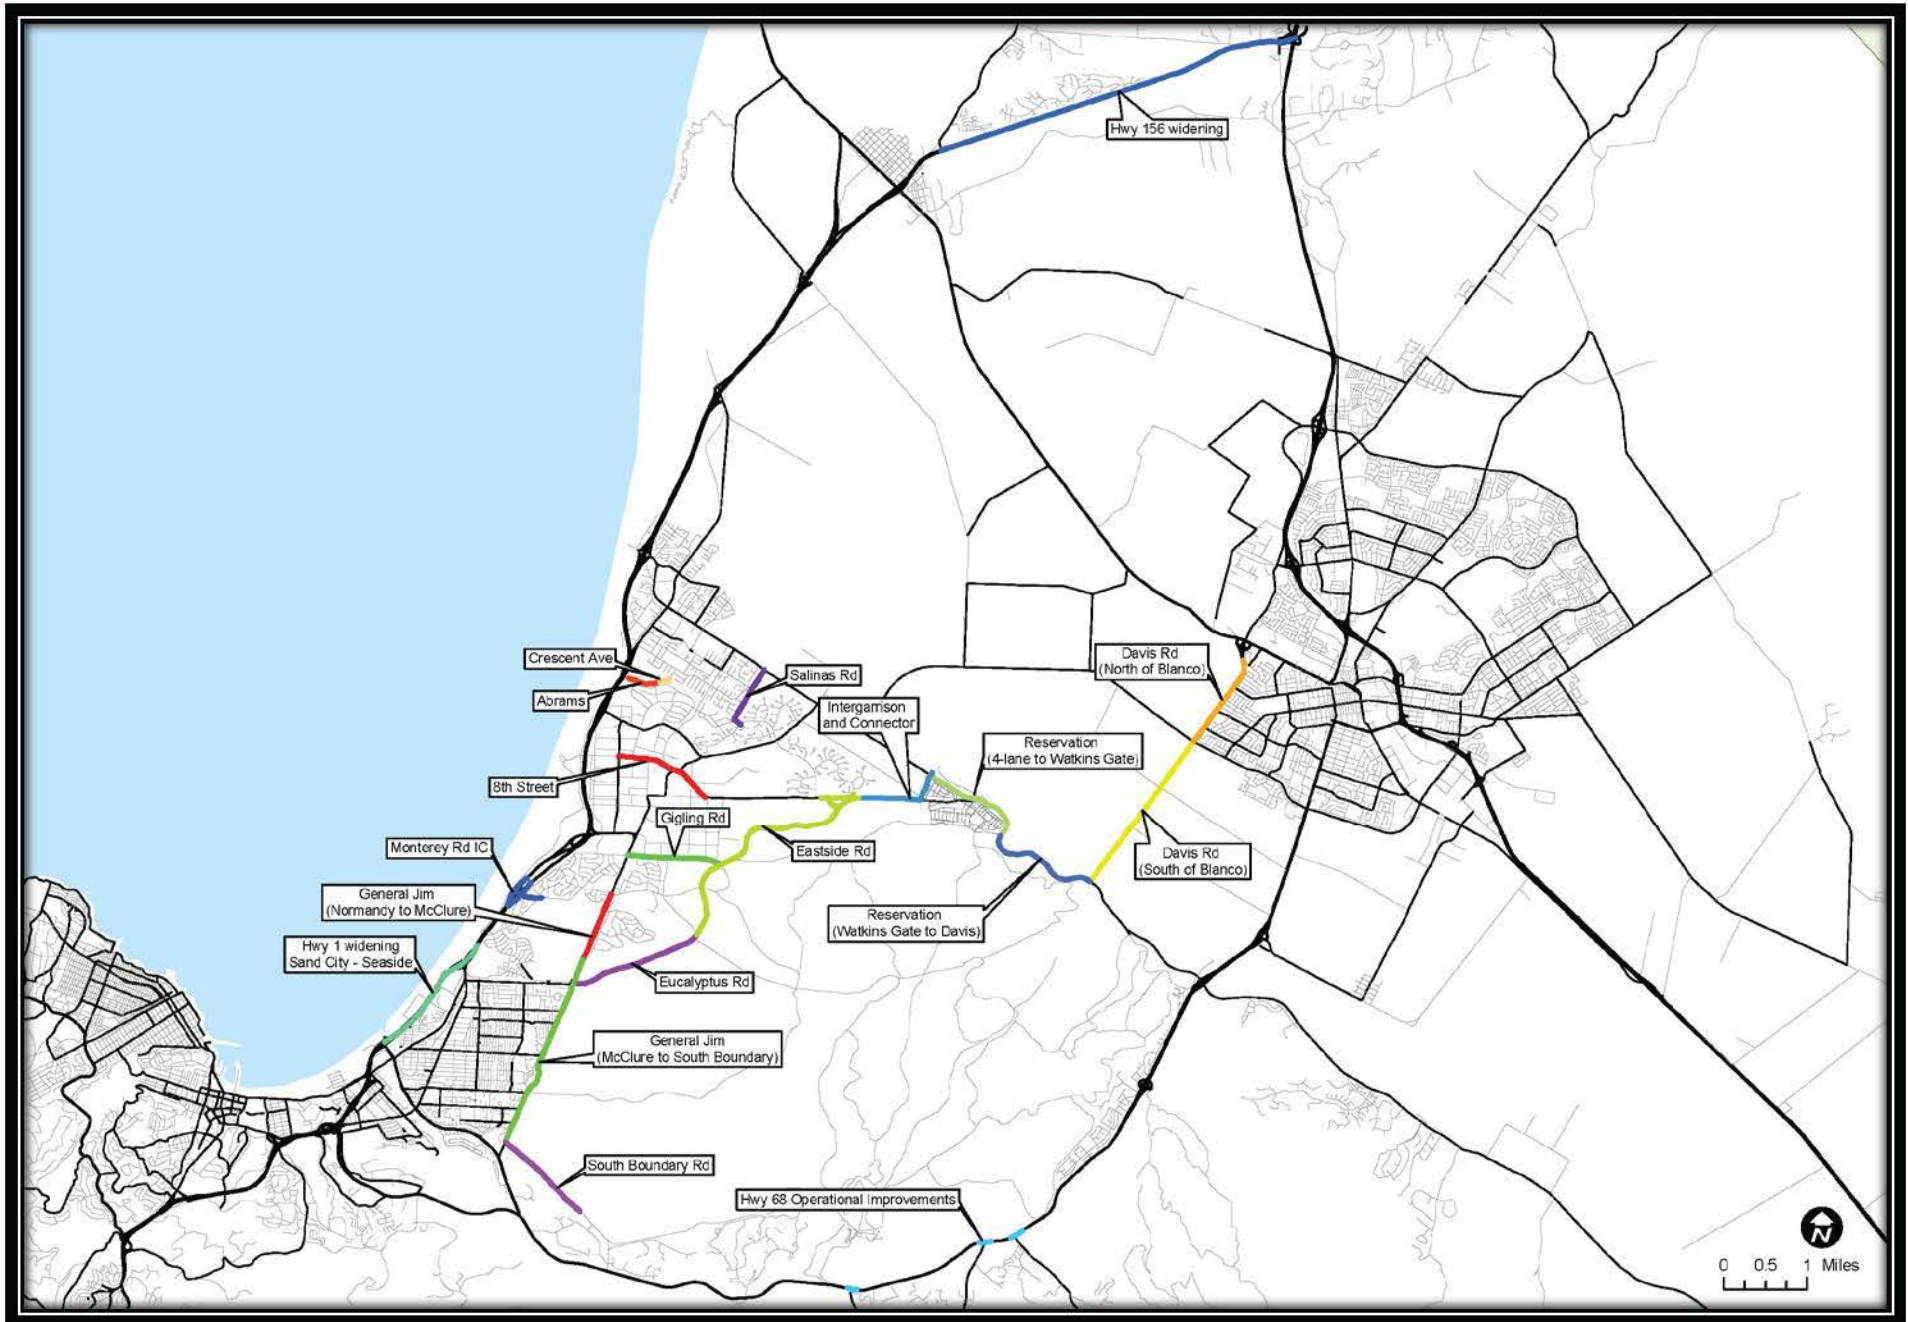 Hwy 156 widening
Crescent Ave
Abrams
Salinas Rd
Davis Rd
(North of Blanco)
Intergarrison
and Connector
Reservation
(4-lane to Watkins Gate)
8th Street
Gigling Rd
Monterey Rd IC
Eastside Rd
Davis Rd
(South of Blanco)
General Jim
(Normandy to McClure)
Reservation
(Watkins Gate to Davis)
Hwy 1 widening
Sand City - Seaside
Eucalyptus Rd
General Jim
(McClure to South Boundary)
South Boundary Rd
Hwy 68 Operational Improvements
N
0 0.5 1 Miles